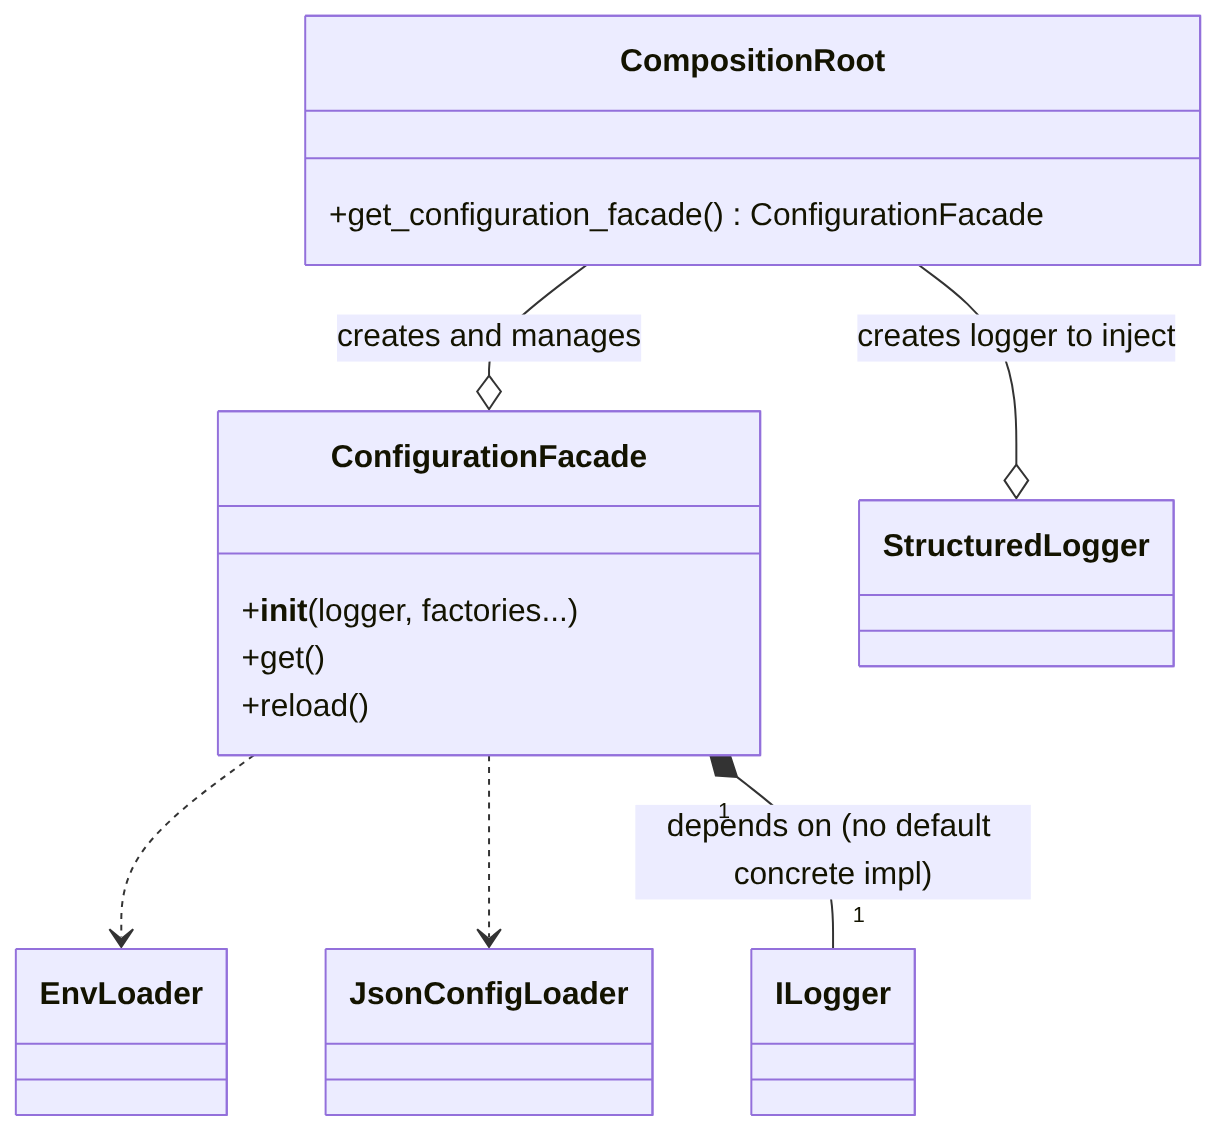 CompositionRoot
+get_configuration_facade() : ConfigurationFacade
creates and manages
creates logger to inject
ConfigurationFacade
+init(logger, factories...)
+get()
+reload()
StructuredLogger
1
depends on (no default
concrete impl)
1
EnvLoader
JsonConfigLoader
ILogger